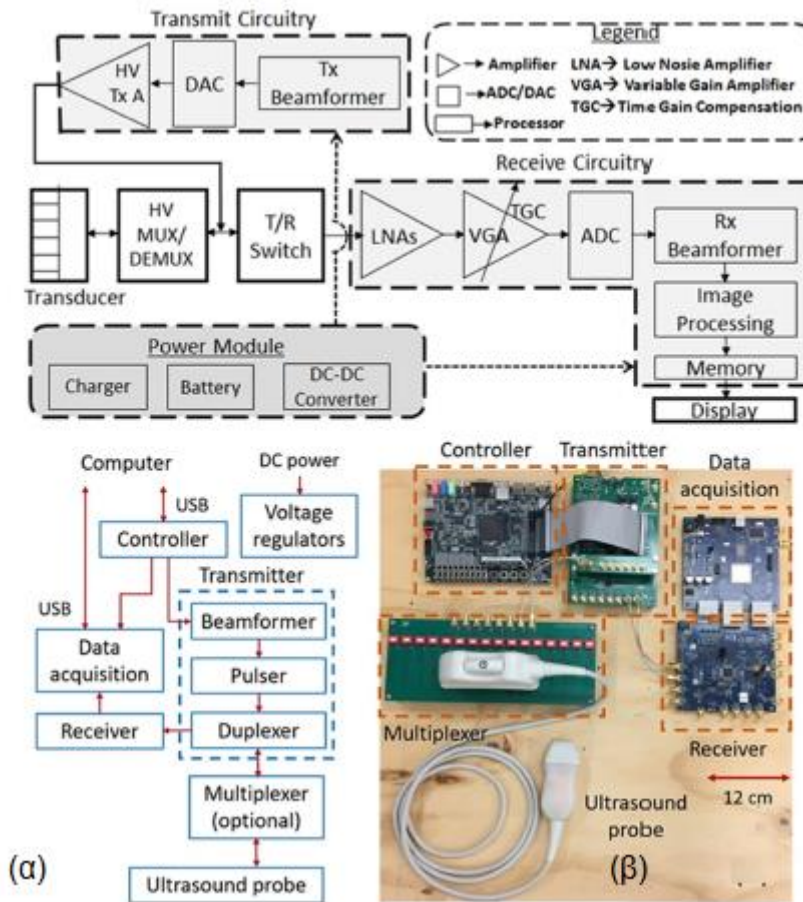 Transmit Circuitry
HV
Tx A
DAC
Tx
Beamformer
Legend
Amplifier
ADC/DAC
Processor
LNA→ Low Nosie Amplifier
VGA→ Variable Gain Amplifier
TGC→Time Gain Compensation
Receive Circuitry
Transducer
HV
MUX/
DEMUX
T/R
Switch
LNAs
VGA
TGC
ADC
Rx
Beamformer
Image
Processing
Memory
Display
Power Module
Charger
Battery
DC-DC
Converter
Computer
USB
Controller
DC power
Voltage
regulators
Transmitter
USB
Data
acquisition
Beamformer
Pulser
Receiver
Duplexer
Multiplexer
(optional)
Ultrasound probe
(α)
Controller
Transmitter
Data
acquisition
Multiplexer
Receiver
12 cm
Ultrasound
probe
(β)